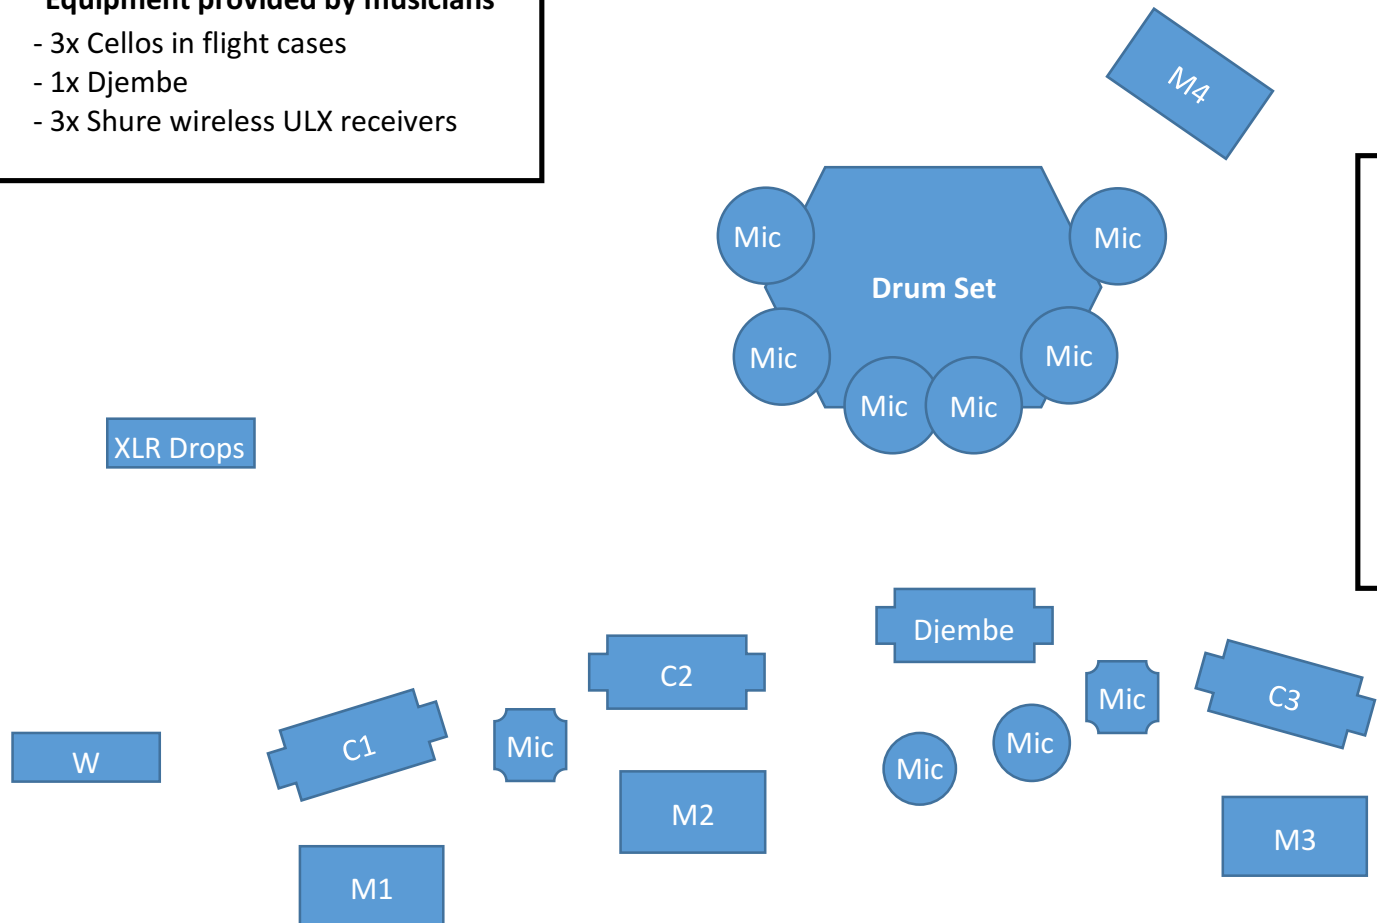 Equipment provided by musicians
- 3x Cellos in flight cases
- 1x Djembe
- 3x Shure wireless ULX receivers
M4
Mic
Mic
Drum Set
Mic
Mic
Mic
Mic
XLR Drops
Djembe
C2
C3
Mic
C1
Mic
Mic
Mic
W
M2
M3
M1